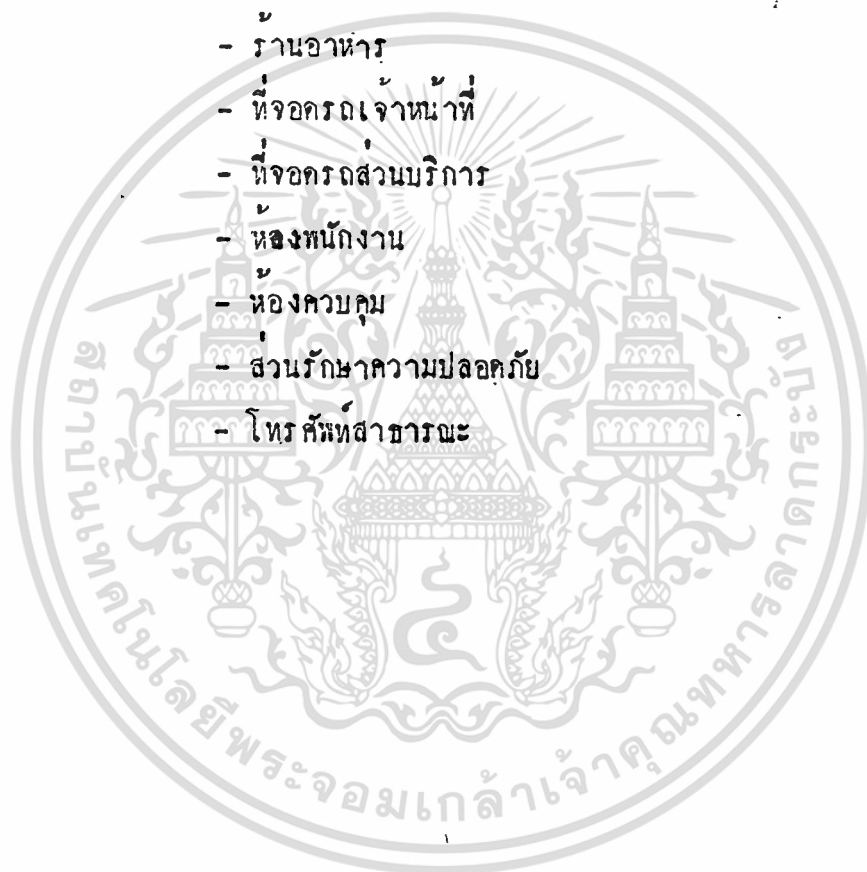 - ร้านอาหาร
- ที่จอดรถเจ้าหน้าที่
- ที่จอดรถส่วนบริการ
- ห้องพนักงาน
- ห้องควบคุม
- ส่วนรักษาความปลอดภัย
- โทรศัพท์สาธารณะ
สถาบันเทคโนโลยีพระจอมเกล้าเจ้าคุณทหารลาดกระบัง